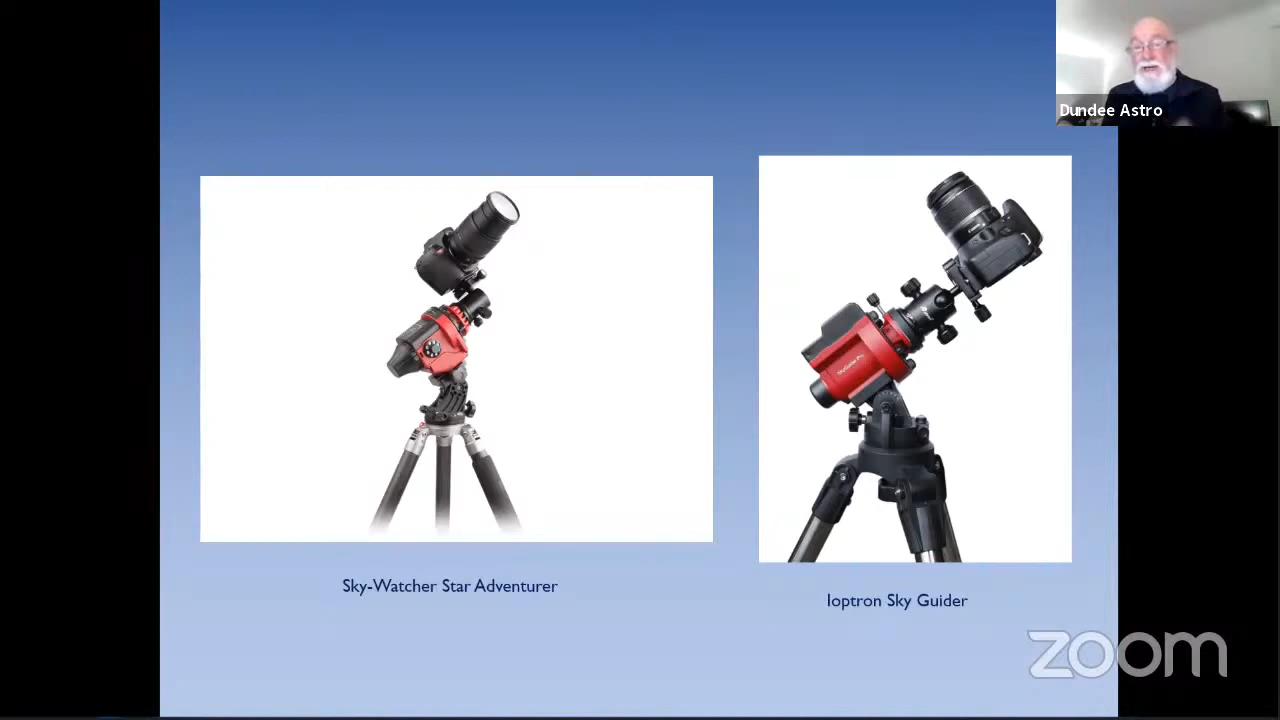 Dundee Astro
Sky-Watcher Star Adventurer
Ioptron Sky Guider
zoom